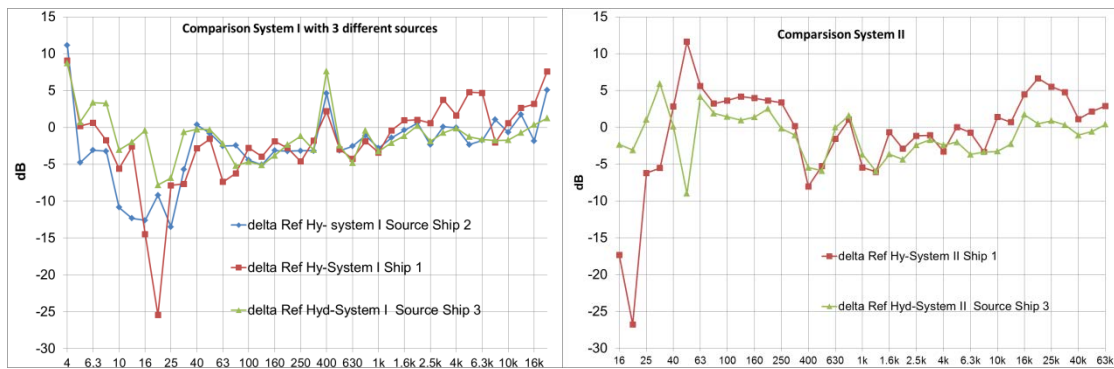 Comparison System I with 3 different sources
15
10
5
0
-5
-10
-15
-20
-25
-30
dB
delta Ref Hy- system I Source Ship 2
delta Ref Hy-System I Ship 1
delta Ref Hyd-System I Source Ship 3
4 6.3 10 16 25 40 63 100 160 250 400 630 1k 1.6k 2.5k 4k 6.3k 10k 16k
Comparsison System II
15
10
5
0
-5
-10
-15
-20
-25
-30
dB
delta Ref Hy-System II Ship 1
delta Ref Hyd-System II Source Ship 3
16 25 40 63 100 160 250 400 630 1k 1.6k 2.5k 4k 6.3k 10k 16k 25k 40k 63k